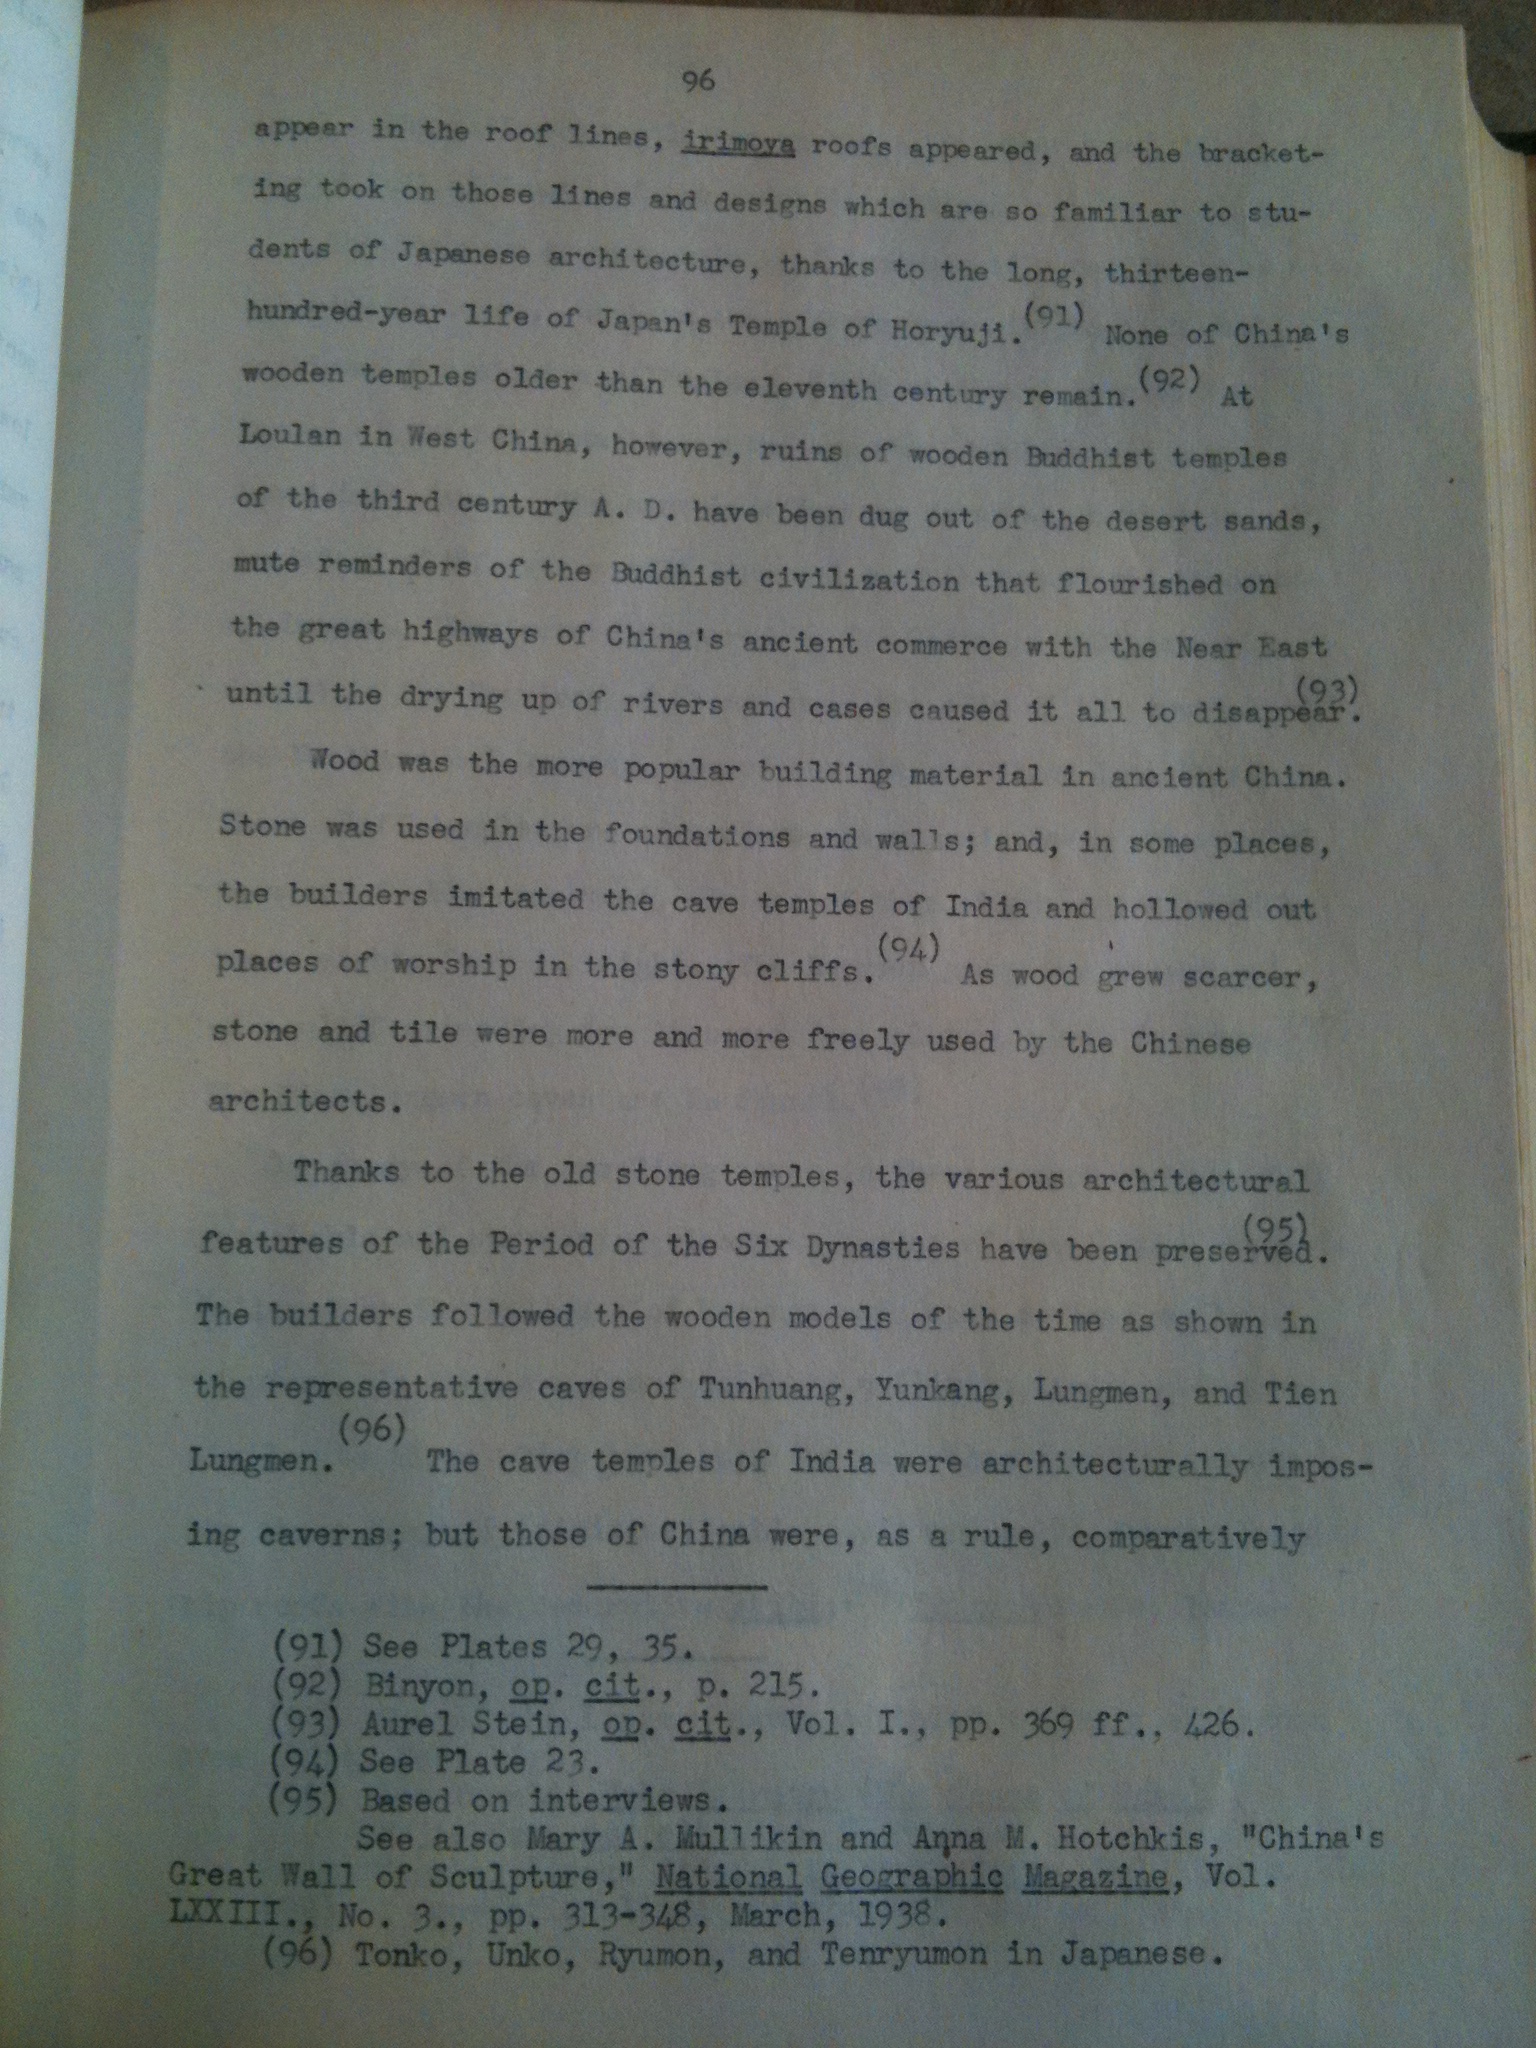 96
appear in the roof lines, irimoya roofs appeared, and the bracket-
ing took on those lines and designs which are so familiar to stu-
dents of Japanese architecture, thanks to the long, thirteen-
hundred-year life of Japan's Temple of Horyuji.(91) None of China's
wooden temples older than the eleventh century remain.(92) At
Loulan in West China, however, ruins of wooden Buddhist temples
of the third century A. D. have been dug out of the desert sands,
mute reminders of the Buddhist civilization that flourished on
the great highways of China's ancient commerce with the Near East
until the drying up of rivers and oases caused it all to disappear.(93)
Wood was the more popular building material in ancient China.
Stone was used in the foundations and walls; and, in some places,
the builders imitated the cave temples of India and hollowed out
places of worship in the stony cliffs.(94) As wood grew scarcer,
stone and tile were more and more freely used by the Chinese
architects.
Thanks to the old stone temples, the various architectural
features of the Period of the Six Dynasties have been preserved.(95)
The builders followed the wooden models of the time as shown in
the representative caves of Tunhuang, Yunkang, Lungmen, and Tien
Lungmen.(96) The cave temples of India were architecturally impos-
ing caverns; but those of China were, as a rule, comparatively
(91) See Plates 29, 35.
(92) Binyon, op. cit., p. 215.
(93) Aurel Stein, op. cit., Vol. I., pp. 369 ff., 426.
(94) See Plate 23.
(95) Based on interviews.
See also Mary A. Mullikin and Anna M. Hotchkis, "China's
Great Wall of Sculpture," National Geographic Magazine, Vol.
LXXIII., No. 3., pp. 313-348, March, 1938.
(96) Tonko, Unko, Ryumon, and Tenryumon in Japanese.